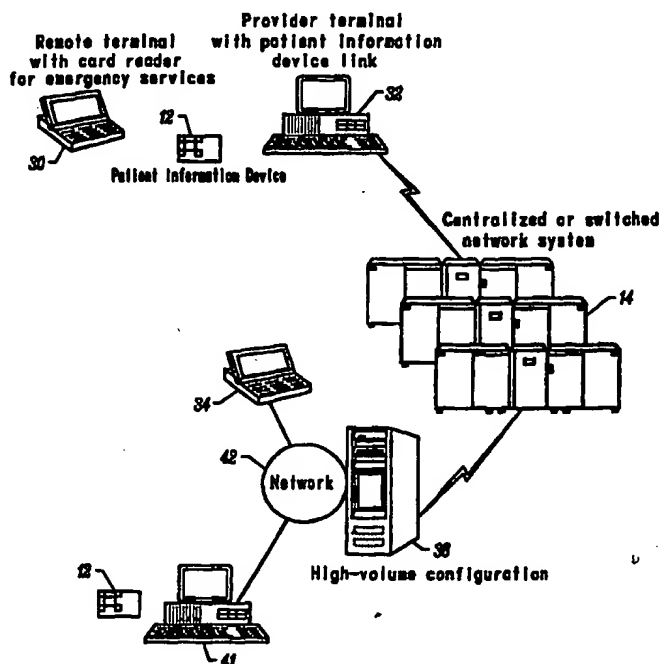 Provider terminal
with patient information
device link
Remote terminal
with card reader
for emergency services
32
12
30
Patient Information Device
Centralized or switched
network system
14
34
42
Network
36
High-volume configuration
12
41